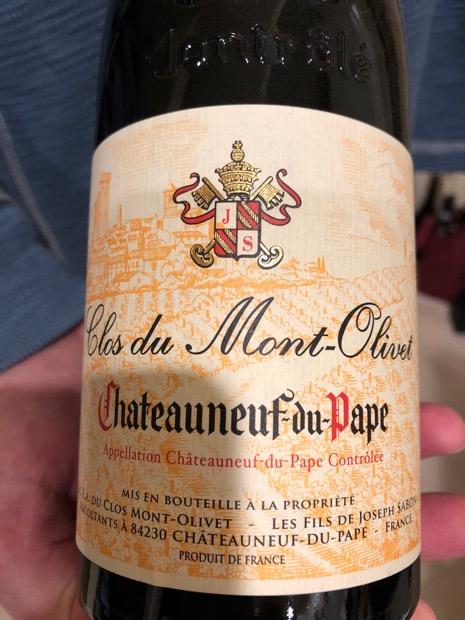 Contrôlé
J
S
Clos du Mont-Olivet
Chateauneuf-du-Pape
Appellation Châteauneuf-du-Pape Contrôlée
MIS EN BOUTEILLE À LA PROPRIÉTÉ
DU CLOS MONT-OLIVET - LES FILS DE JOSEPH SABON
À 84230 CHÂTEAUNEUF-DU-PAPE - FRANCE
PRODUIT DE FRANCE